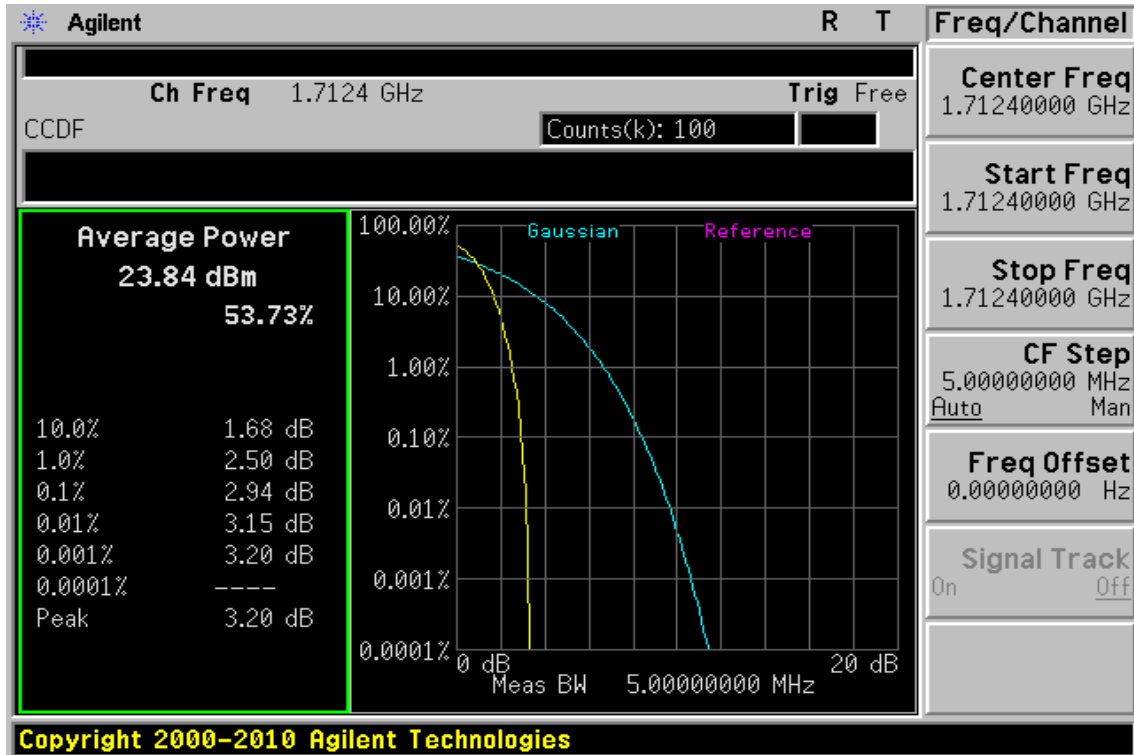 Agilent R T
Ch Freq 1.7124 GHz Trig Free
CCDF Counts(k): 100
Average Power
23.84 dBm
53.73%
10.0% 1.68 dB
1.0% 2.50 dB
0.1% 2.94 dB
0.01% 3.15 dB
0.001% 3.20 dB
0.0001% ----
Peak 3.20 dB
Gaussian Reference
100.00%
10.00%
1.00%
0.10%
0.01%
0.001%
0.0001%
0 dB 20 dB
Meas BW 5.00000000 MHz
Freq/Channel
Center Freq
1.71240000 GHz
Start Freq
1.71240000 GHz
Stop Freq
1.71240000 GHz
CF Step
5.00000000 MHz
Auto Man
Freq Offset
0.00000000 Hz
Signal Track
On Off
Copyright 2000-2010 Agilent Technologies